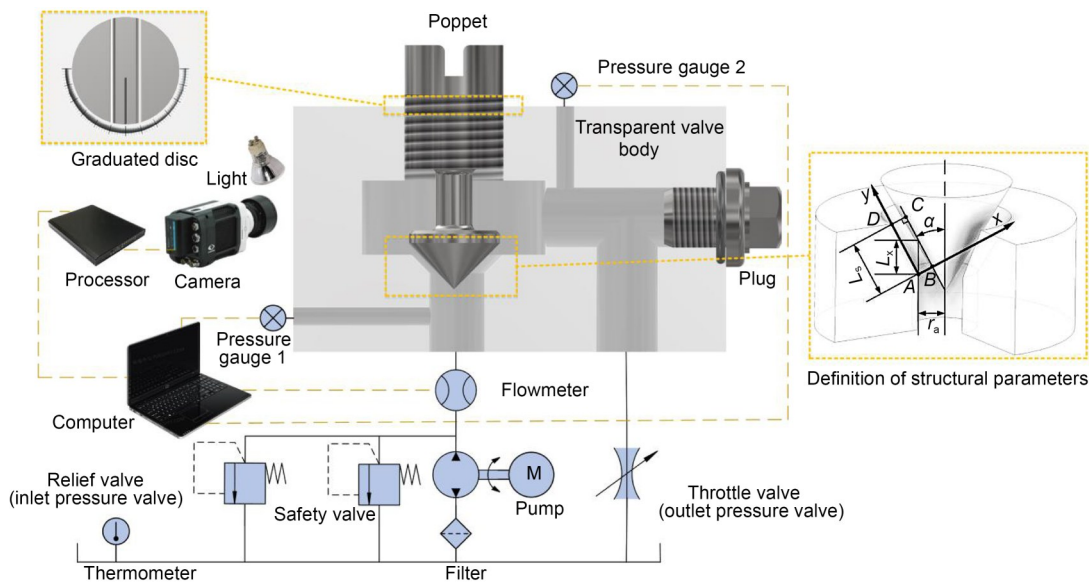 Poppet
Pressure gauge 2
Transparent valve
body
Graduated disc
Light
Processor
Camera
Plug
Pressure
gauge 1
Computer
Flowmeter
y
C
D
α
x
Lₓ
Lₛ
A
B
rₐ
Definition of structural parameters
Relief valve
(inlet pressure valve)
Safety valve
M
Pump
Throttle valve
(outlet pressure valve)
Thermometer
Filter